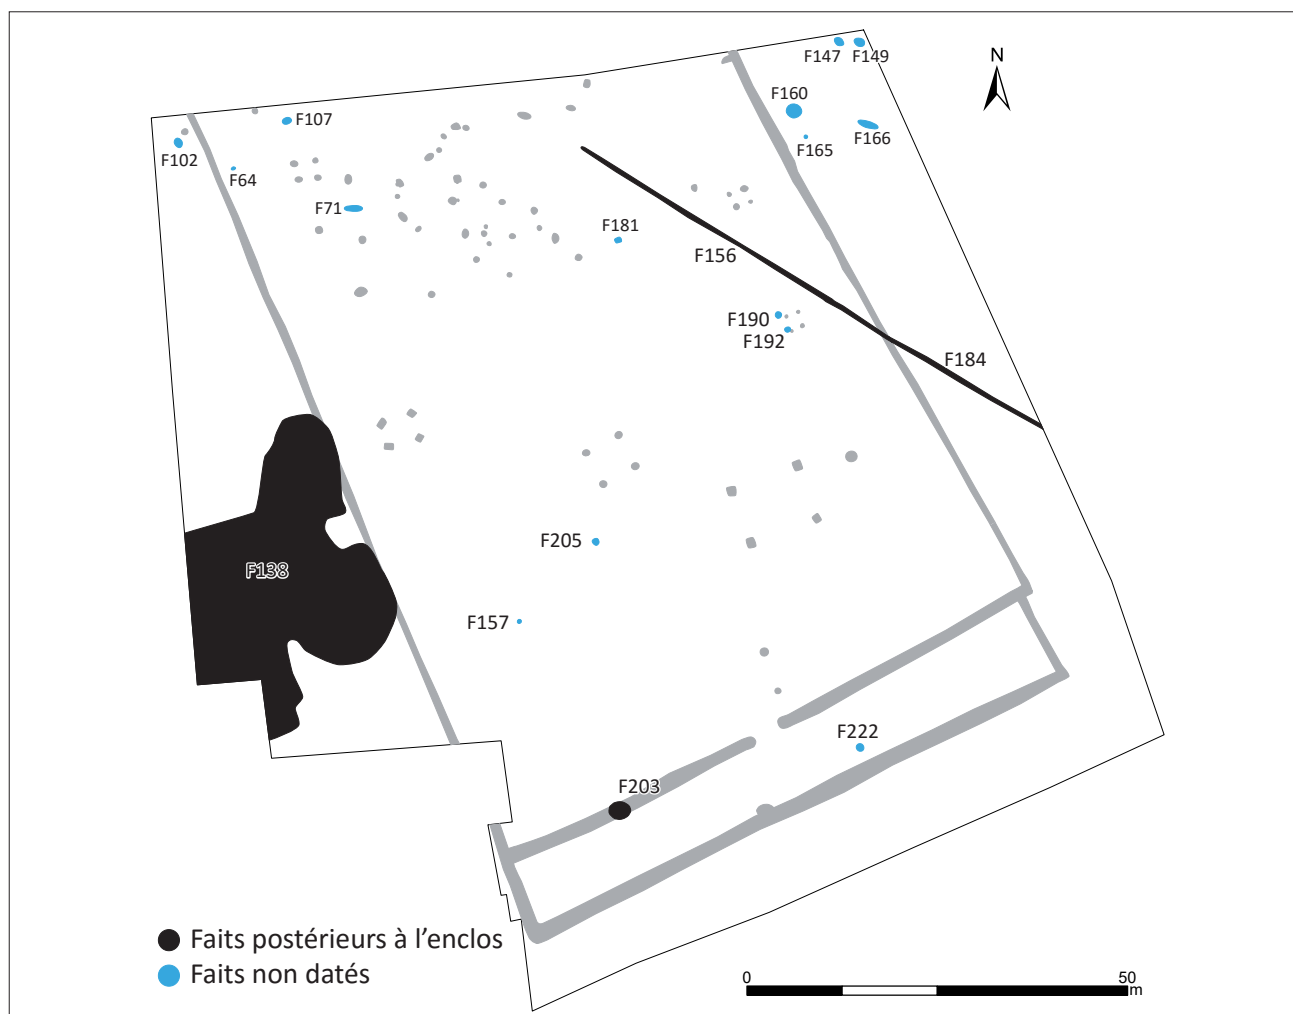 F147
F149
N
F160
F107
F102
F165
F166
F64
F71
F181
F156
F190
F192
F184
F205
F138
F157
F222
F203
Faits postérieurs à l’enclos
Faits non datés
0
50
m